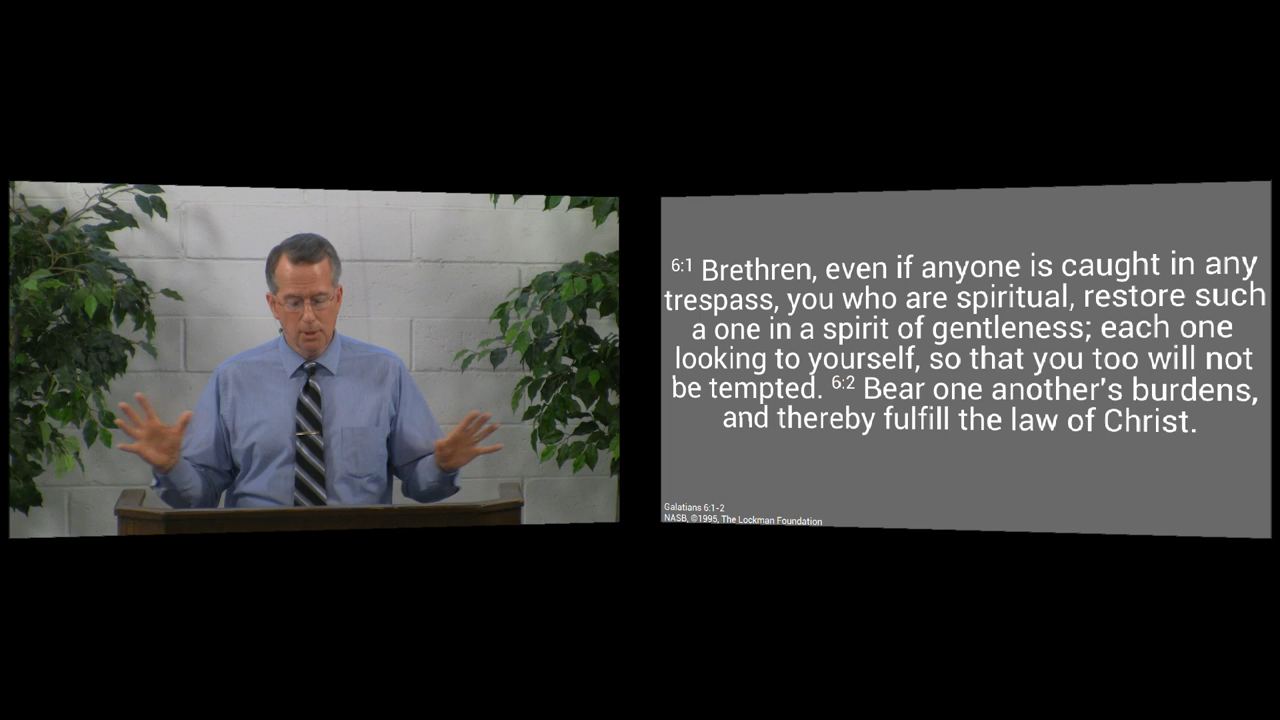 6:1 Brethren, even if anyone is caught in any
trespass, you who are spiritual, restore such
a one in a spirit of gentleness; each one
looking to yourself, so that you too will not
be tempted. 6:2 Bear one another's burdens,
and thereby fulfill the law of Christ.
Galatians 6:1-2
NASB, ©1995, The Lockman Foundation